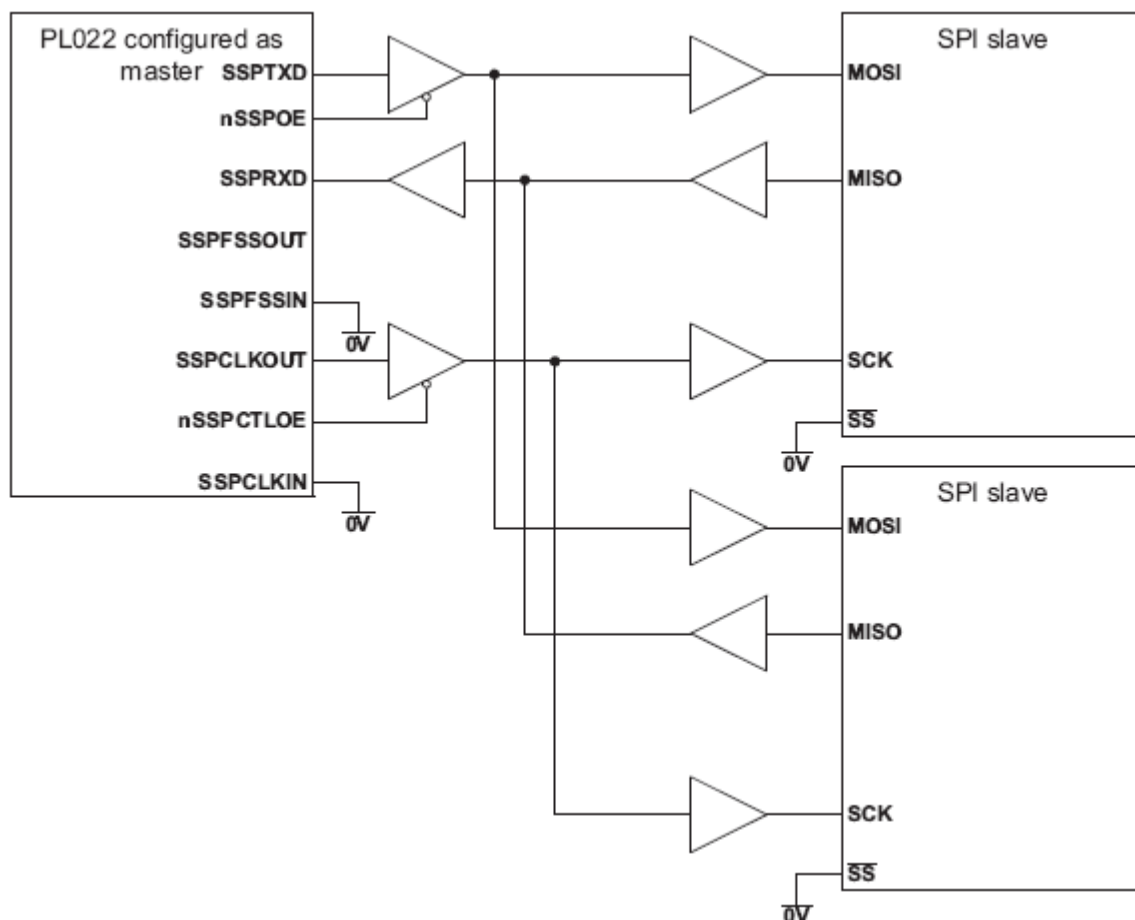 PL022 configured as
master
SSPTXD
nSSPOE
SSPRXD
SSPFSSOUT
SSPFSSIN
0V
SSPCLKOUT
nSSPCTLOE
SSPCLKIN
0V
SPI slave
MOSI
MISO
SCK
SS
0V
SPI slave
MOSI
MISO
SCK
SS
0V